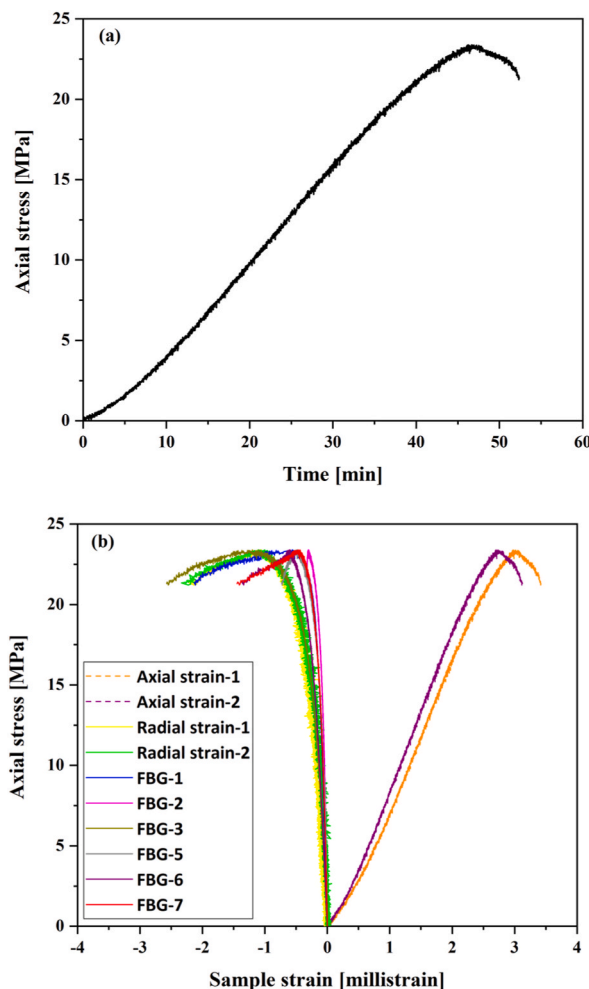 (a)
Axial stress [MPa]
25
20
15
10
5
0
0 10 20 30 40 50 60
Time [min]
(b)
Axial stress [MPa]
25
20
15
10
5
0
Axial strain-1
Axial strain-2
Radial strain-1
Radial strain-2
FBG-1
FBG-2
FBG-3
FBG-5
FBG-6
FBG-7
-4 -3 -2 -1 0 1 2 3 4
Sample strain [millistrain]